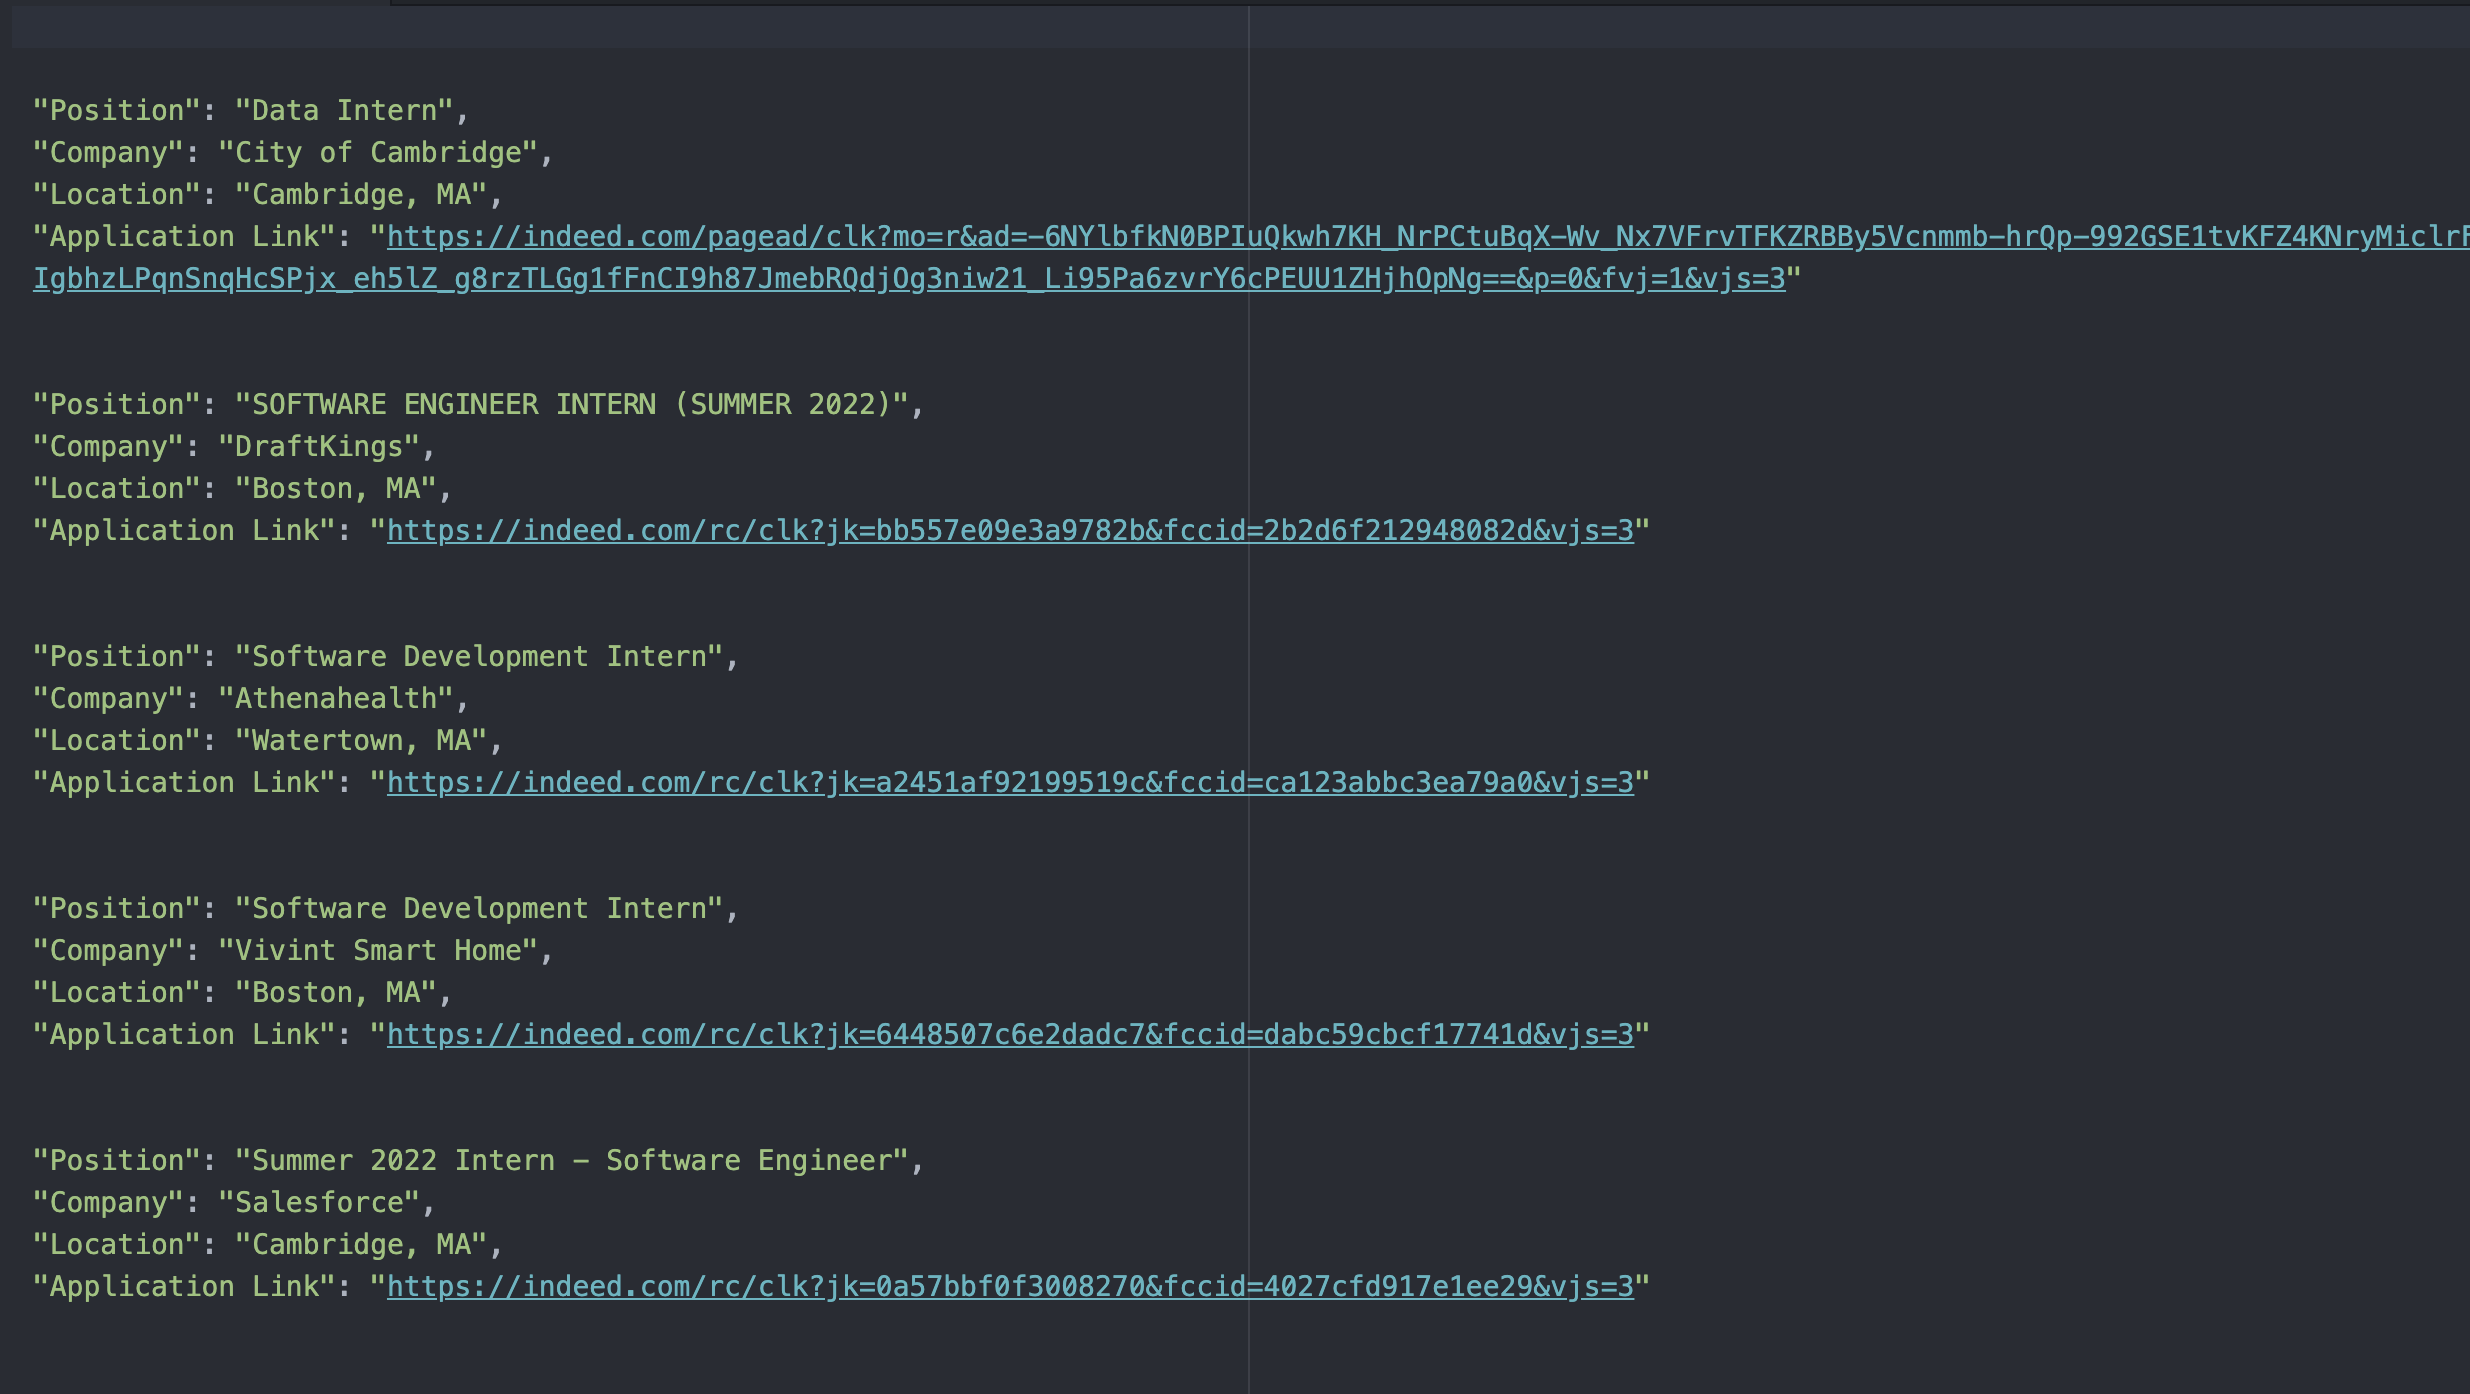 "Position": "Data Intern",
"Company": "City of Cambridge",
"Location": "Cambridge, MA",
"Application Link": "https://indeed.com/pagead/clk?mo=r&ad=-6NYlbfkN0BPIuQkwh7KH_NrPCtuBqX-Wv_Nx7VFrvTFKZRBBy5Vcnmmb-hrQp-992GSE1tvKFZ4KNryMiclrF
IgbhzLPqnSnqHcSPjx_eh5lZ_g8rzTLGg1fFnCI9h87JmebRQdjOg3niw21_Li95Pa6zvrY6cPEUU1ZHjhOpNg==&p=0&fvj=1&vjs=3"
"Position": "SOFTWARE ENGINEER INTERN (SUMMER 2022)",
"Company": "DraftKings",
"Location": "Boston, MA",
"Application Link": "https://indeed.com/rc/clk?jk=bb557e09e3a9782b&fccid=2b2d6f212948082d&vjs=3"
"Position": "Software Development Intern",
"Company": "Athenahealth",
"Location": "Watertown, MA",
"Application Link": "https://indeed.com/rc/clk?jk=a2451af92199519c&fccid=ca123abbc3ea79a0&vjs=3"
"Position": "Software Development Intern",
"Company": "Vivint Smart Home",
"Location": "Boston, MA",
"Application Link": "https://indeed.com/rc/clk?jk=6448507c6e2dadc7&fccid=dabc59cbcf17741d&vjs=3"
"Position": "Summer 2022 Intern - Software Engineer",
"Company": "Salesforce",
"Location": "Cambridge, MA",
"Application Link": "https://indeed.com/rc/clk?jk=0a57bbf0f3008270&fccid=4027cfd917e1ee29&vjs=3"